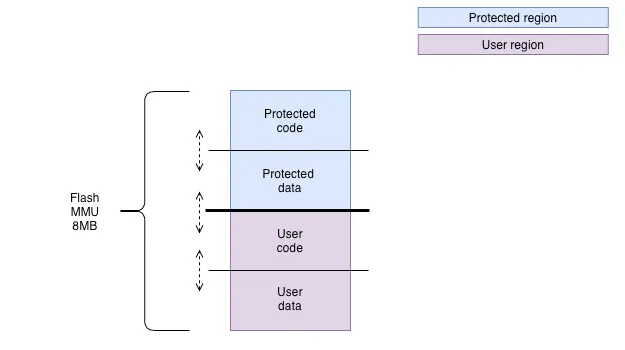 Protected region
User region
Protected
code
Protected
data
Flash
MMU
8MB
User
code
User
data